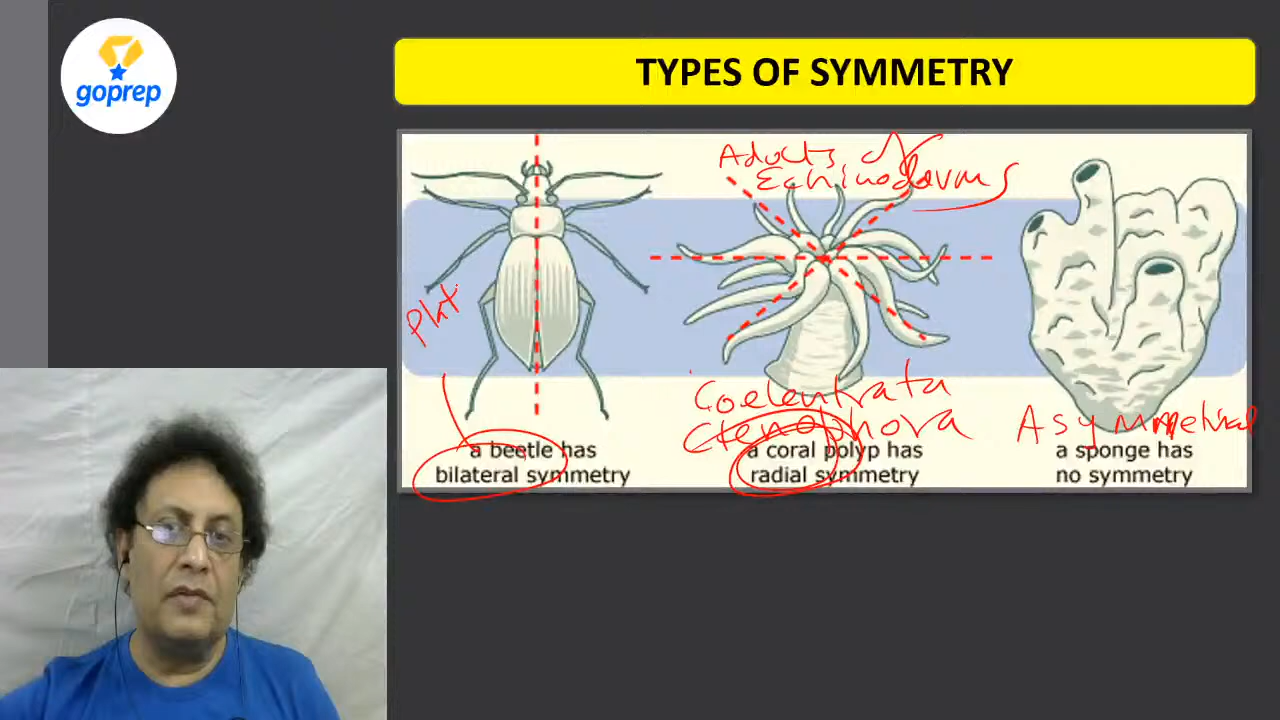 goprep
TYPES OF SYMMETRY
Adults of
Echinoderms
Plat
Coelentrata
Ctenophora
Asymmetrical
a beetle has
bilateral symmetry
a coral polyp has
radial symmetry
a sponge has
no symmetry